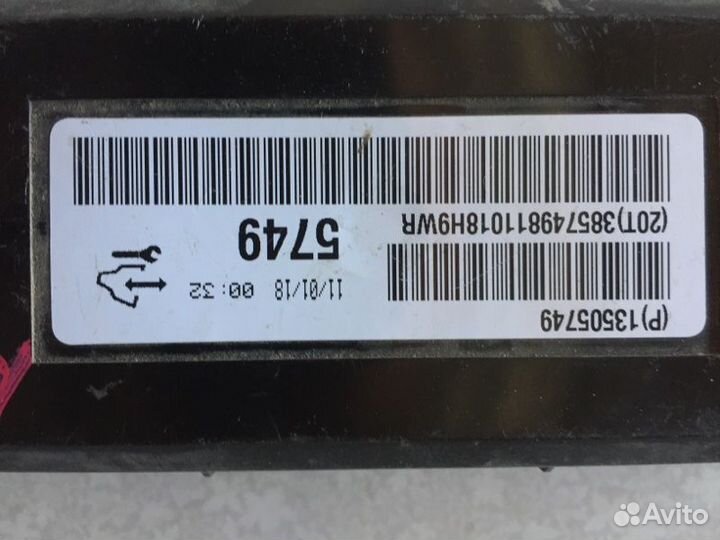 (P)13505749
11/01/18 00:32
5749
(20T)385749811018H9WR
Avito